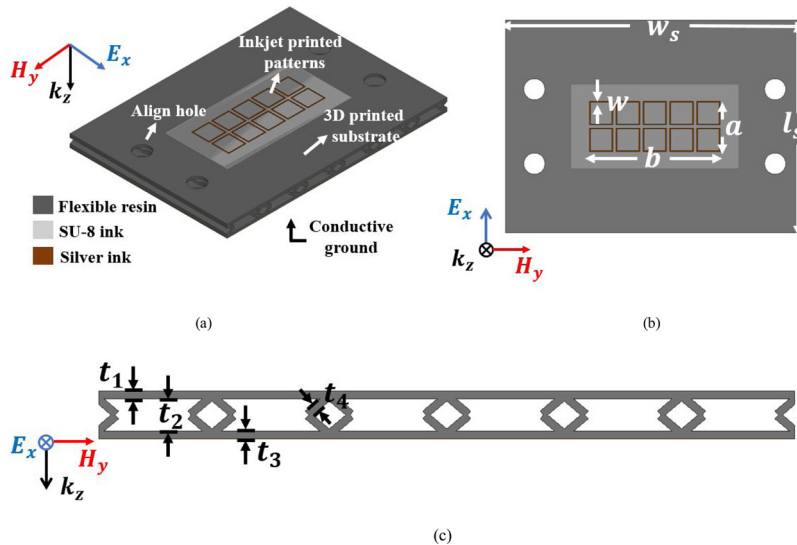 Inkjet printed
patterns
E_x
H_y
k_z
Align hole
3D printed
substrate
Flexible resin
SU-8 ink
Silver ink
Conductive
ground
(a)
w_s
w
a
l_s
b
E_x
k_z
H_y
(b)
t_1
t_2
t_4
t_3
E_x
H_y
k_z
(c)